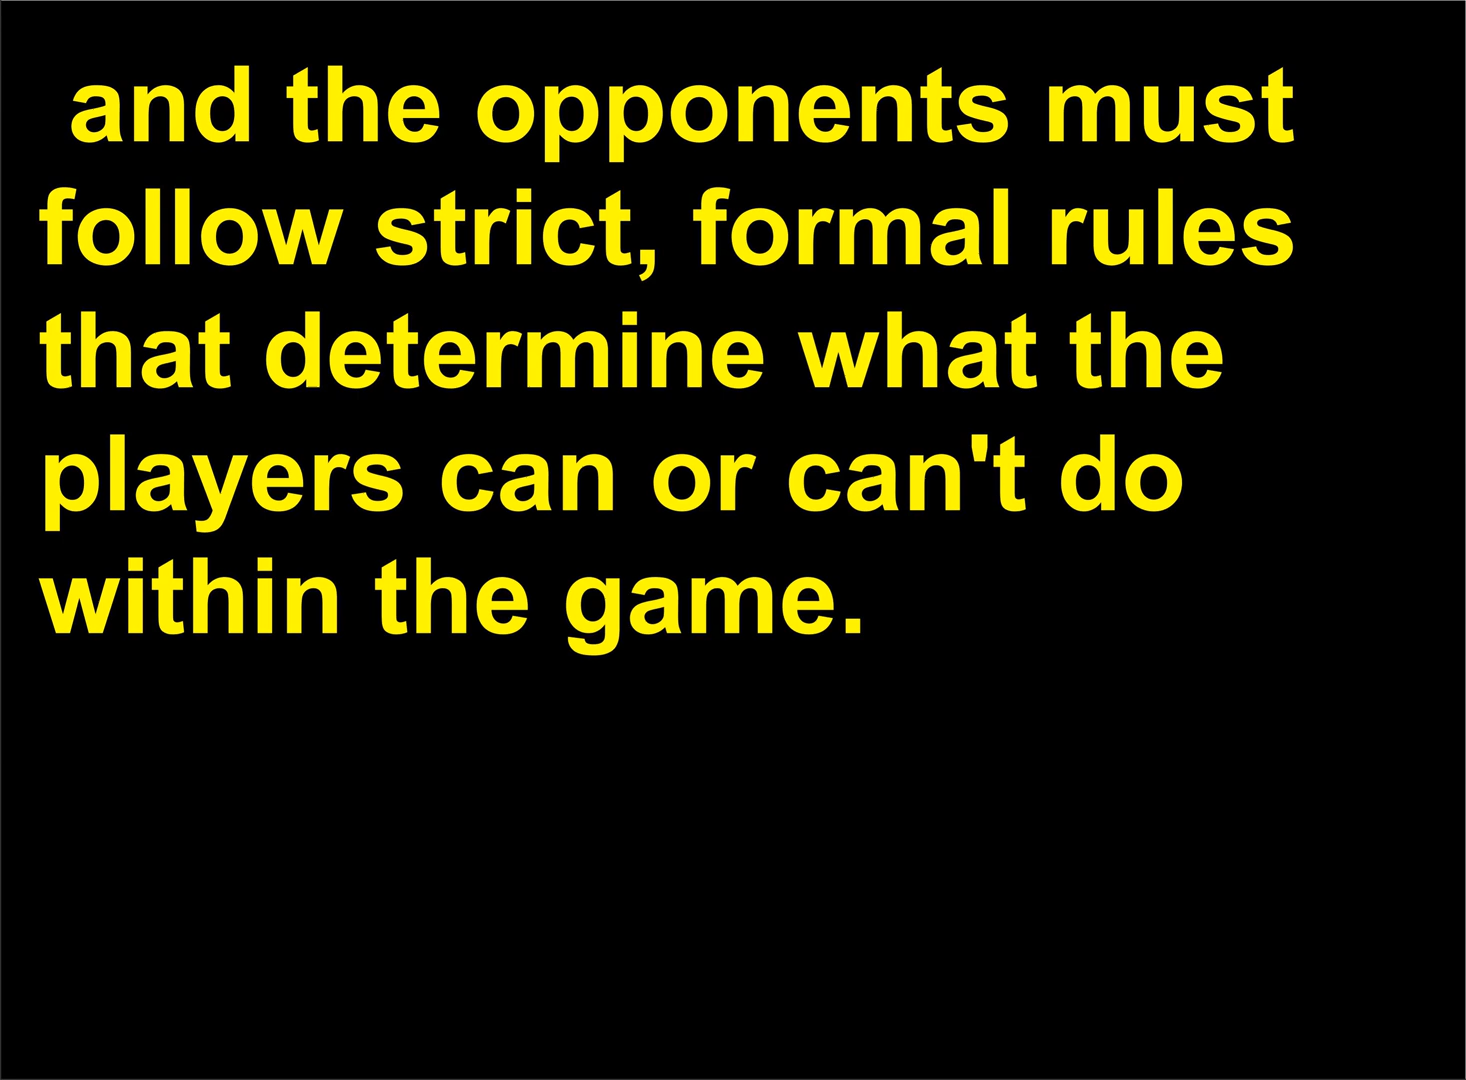 and the opponents must
follow strict, formal rules
that determine what the
players can or can't do
within the game.